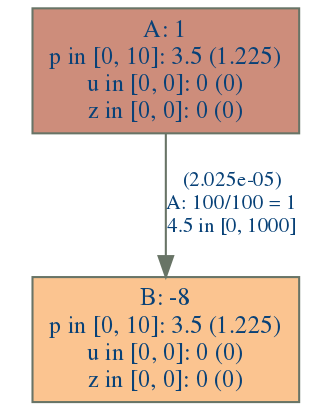 A: 1
p in [0, 10]: 3.5 (1.225)
u in [0, 0]: 0 (0)
z in [0, 0]: 0 (0)
(2.025e-05)
A: 100/100 = 1
4.5 in [0, 1000]
B: -8
p in [0, 10]: 3.5 (1.225)
u in [0, 0]: 0 (0)
z in [0, 0]: 0 (0)